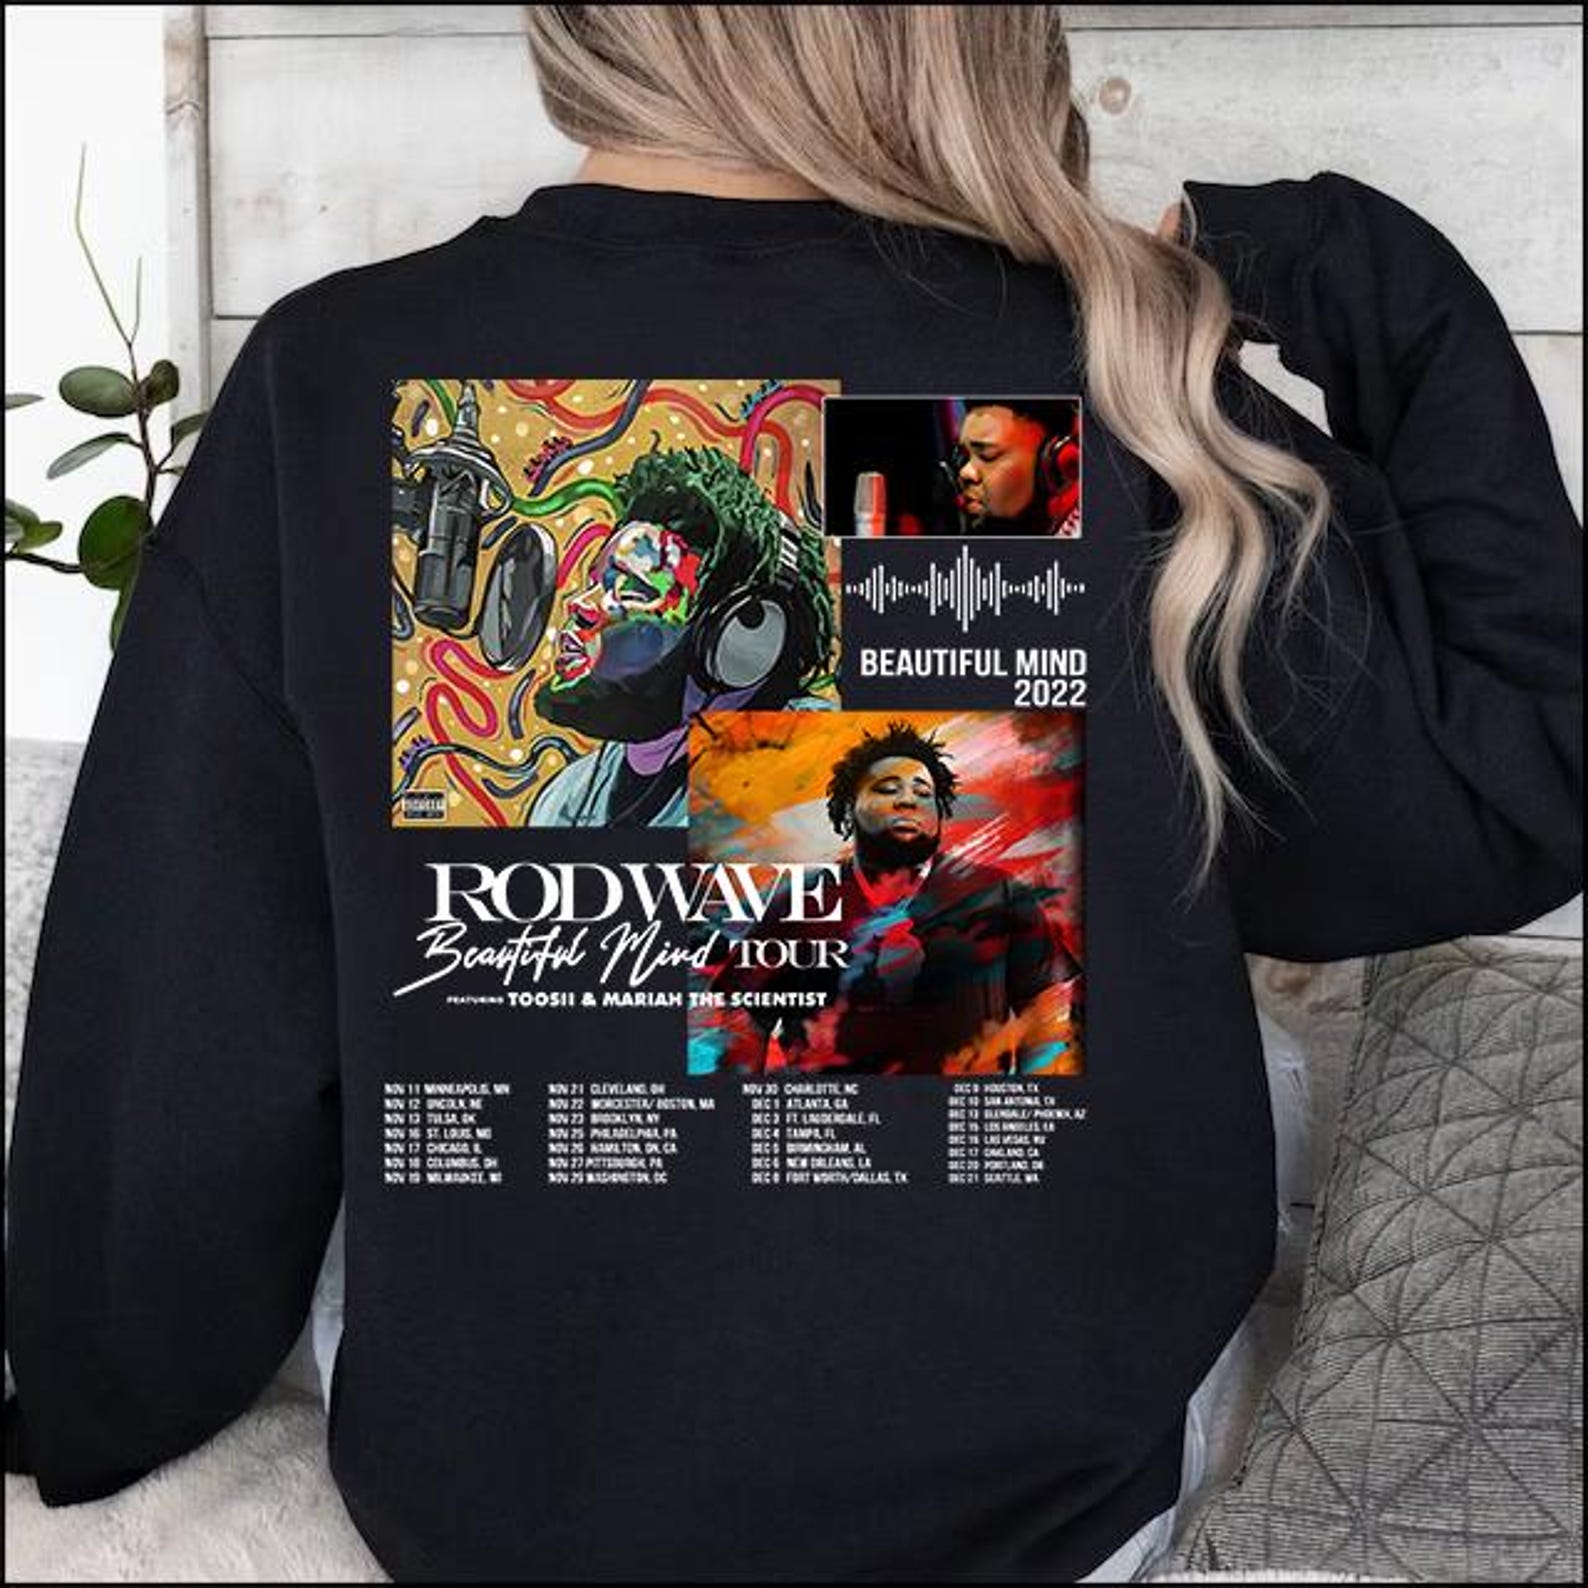 BEAUTIFUL MIND
2022
ROD WAVE
Beautiful Mind TOUR
FEATURING TOOSII & MARIAH THE SCIENTIST
NOV 11 MINNEAPOLIS, MN
NOV 12 LINCOLN, NE
NOV 13 TULSA, OK
NOV 16 ST. LOUIS, MO
NOV 17 CHICAGO, IL
NOV 18 COLUMBUS, OH
NOV 19 MILWAUKEE, WI
NOV 21 CLEVELAND, OH
NOV 22 WORCESTER/ BOSTON, MA
NOV 23 BROOKLYN, NY
NOV 25 PHILADELPHIA, PA
NOV 26 HAMILTON, ON, CA
NOV 27 PITTSBURGH, PA
NOV 29 WASHINGTON, DC
NOV 30 CHARLOTTE, NC
DEC 1 ATLANTA, GA
DEC 3 FT. LAUDERDALE, FL
DEC 4 TAMPA, FL
DEC 5 BIRMINGHAM, AL
DEC 6 NEW ORLEANS, LA
DEC 8 FORT WORTH/DALLAS, TX
DEC 9 HOUSTON, TX
DEC 10 SAN ANTONIO, TX
DEC 13 GLENDALE/ PHOENIX, AZ
DEC 15 LOS ANGELES, CA
DEC 16 LAS VEGAS, NV
DEC 17 OAKLAND, CA
DEC 20 PORTLAND, OR
DEC 21 SEATTLE, WA